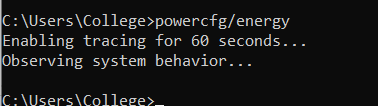 C:\Users\College>powercfg/energy
Enabling tracing for 60 seconds...
Observing system behavior...
C:\Users\College>_